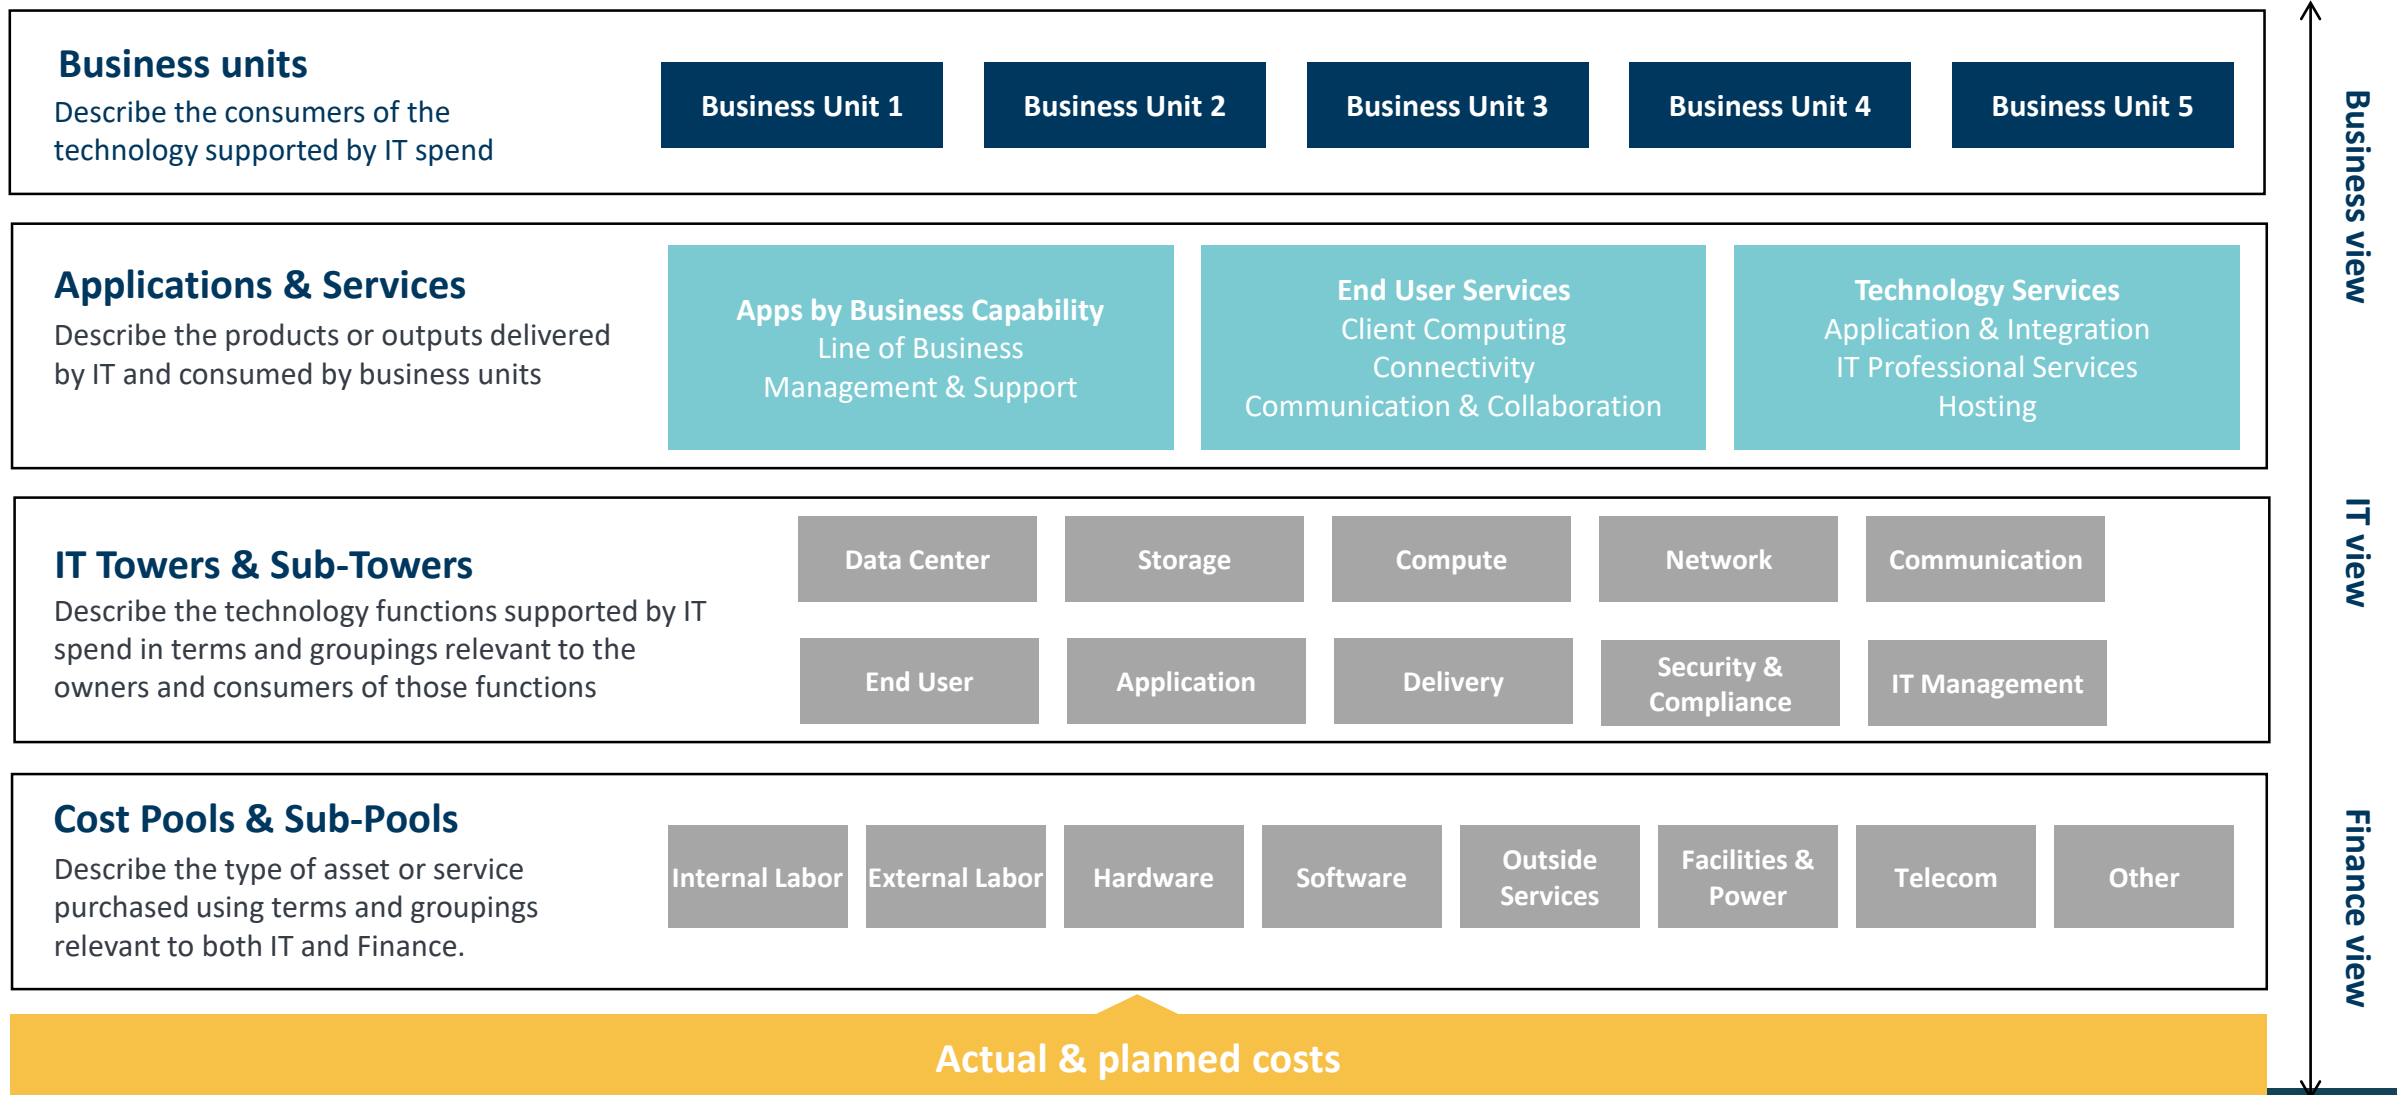 Business units
Describe the consumers of the
technology supported by IT spend
Business Unit 1
Business Unit 2
Business Unit 3
Business Unit 4
Business Unit 5
Applications & Services
Describe the products or outputs delivered
by IT and consumed by business units
Apps by Business Capability
Line of Business
Management & Support
End User Services
Client Computing
Connectivity
Communication & Collaboration
Technology Services
Application & Integration
IT Professional Services
Hosting
IT Towers & Sub-Towers
Describe the technology functions supported by IT
spend in terms and groupings relevant to the
owners and consumers of those functions
Data Center
Storage
Compute
Network
Communication
End User
Application
Delivery
Security &
Compliance
IT Management
Cost Pools & Sub-Pools
Describe the type of asset or service
purchased using terms and groupings
relevant to both IT and Finance.
Internal Labor
External Labor
Hardware
Software
Outside
Services
Facilities &
Power
Telecom
Other
Actual & planned costs
Business view
IT view
Finance view